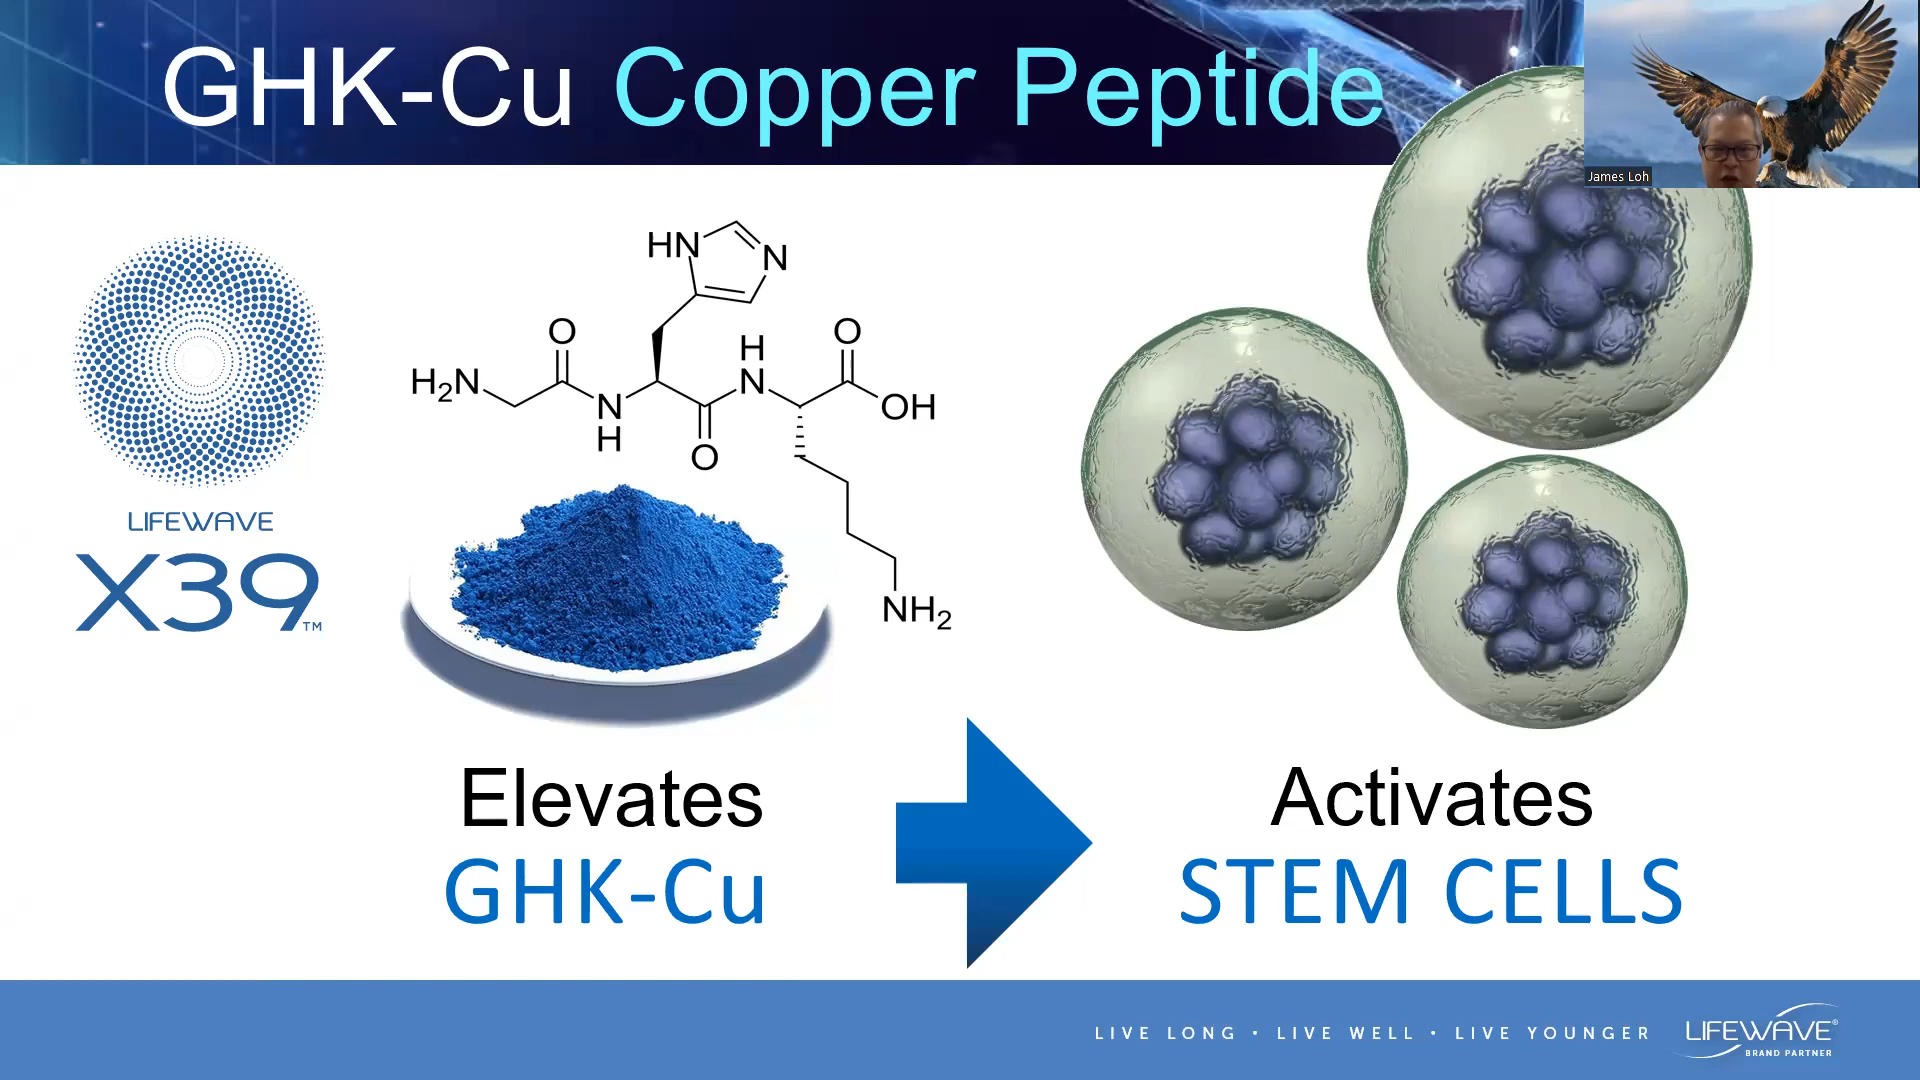 GHK-Cu Copper Peptide
James Loh
LIFEWAVE
X39™
HN
N
O
H
O
H₂N
N
H
N
OH
O
NH₂
Elevates
GHK-Cu
Activates
STEM CELLS
LIVE LONG • LIVE WELL • LIVE YOUNGER
LIFEWAVE®
BRAND PARTNER